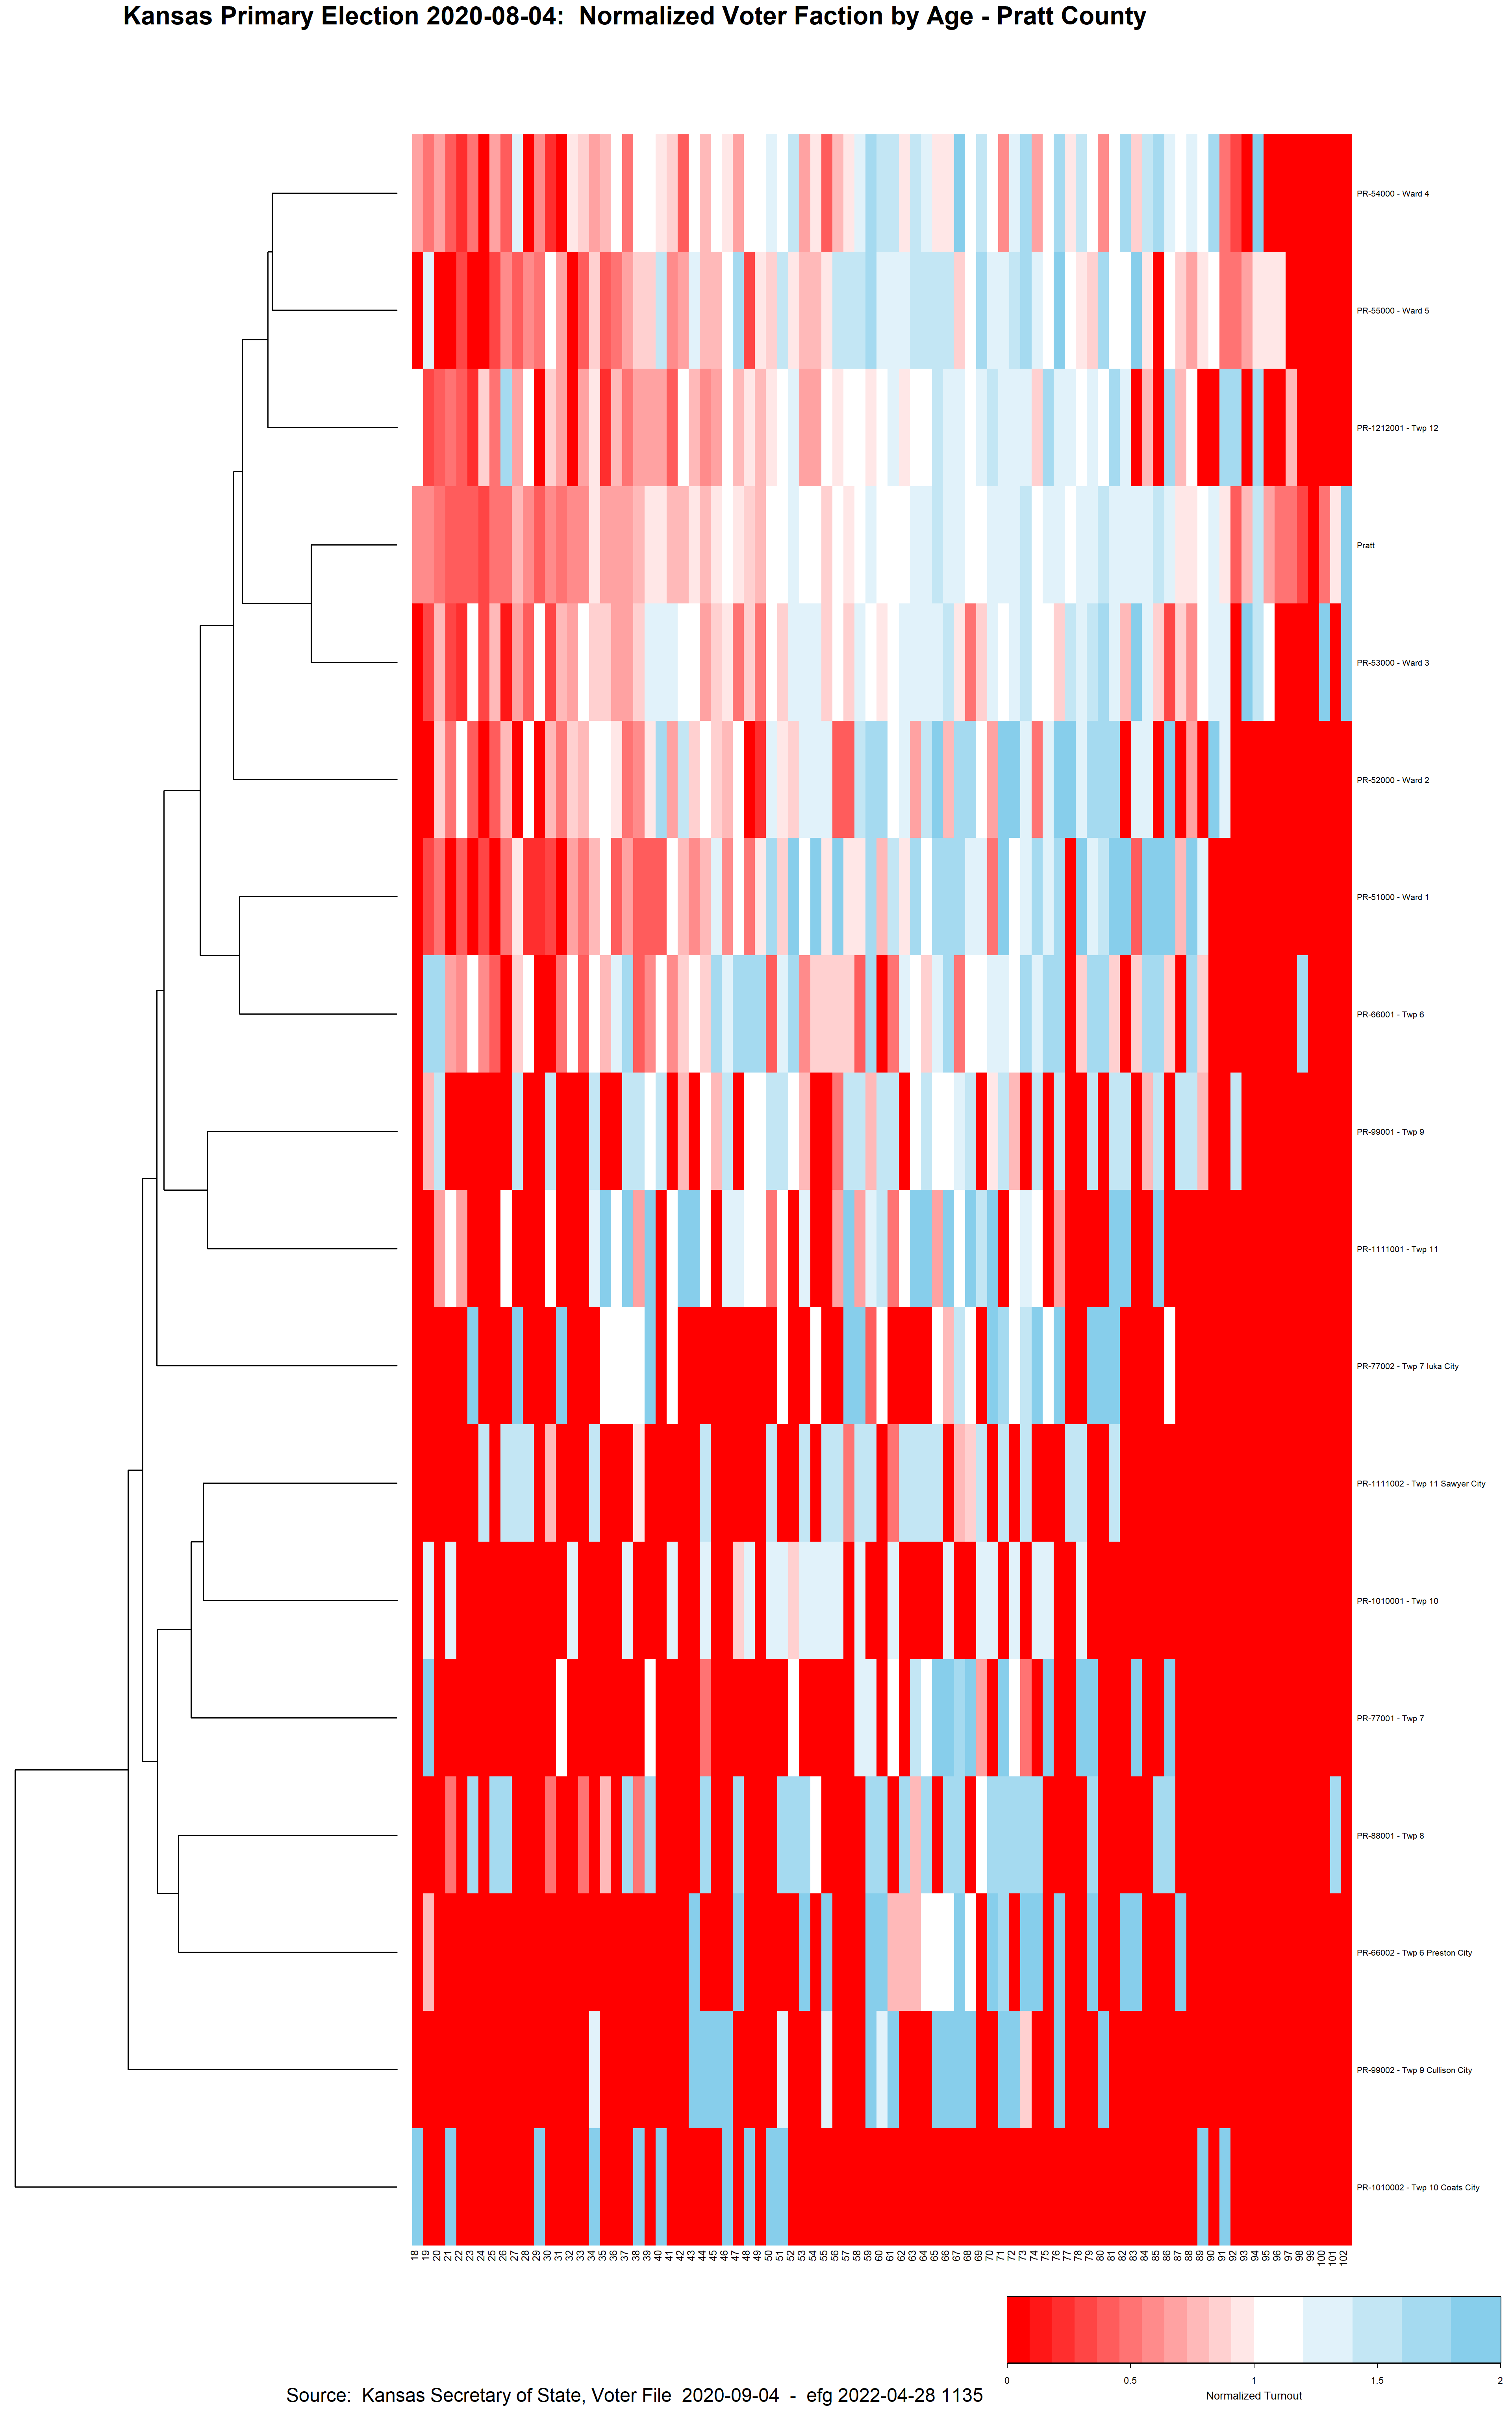 Kansas Primary Election 2020-08-04:  Normalized Voter Faction by Age - Pratt County
PR-54000 - Ward 4
PR-55000 - Ward 5
PR-1212001 - Twp 12
Pratt
PR-53000 - Ward 3
PR-52000 - Ward 2
PR-51000 - Ward 1
PR-66001 - Twp 6
PR-99001 - Twp 9
PR-1111001 - Twp 11
PR-77002 - Twp 7 Iuka City
PR-1111002 - Twp 11 Sawyer City
PR-1010001 - Twp 10
PR-77001 - Twp 7
PR-88001 - Twp 8
PR-66002 - Twp 6 Preston City
PR-99002 - Twp 9 Cullison City
PR-1010002 - Twp 10 Coats City
18 19 20 21 22 23 24 25 26 27 28 29 30 31 32 33 34 35 36 37 38 39 40 41 42 43 44 45 46 47 48 49 50 51 52 53 54 55 56 57 58 59 60 61 62 63 64 65 66 67 68 69 70 71 72 73 74 75 76 77 78 79 80 81 82 83 84 85 86 87 88 89 90 91 92 93 94 95 96 97 98 99 100 101 102
0 0.5 1 1.5 2
Normalized Turnout
Source:  Kansas Secretary of State, Voter File  2020-09-04  -  efg 2022-04-28 1135